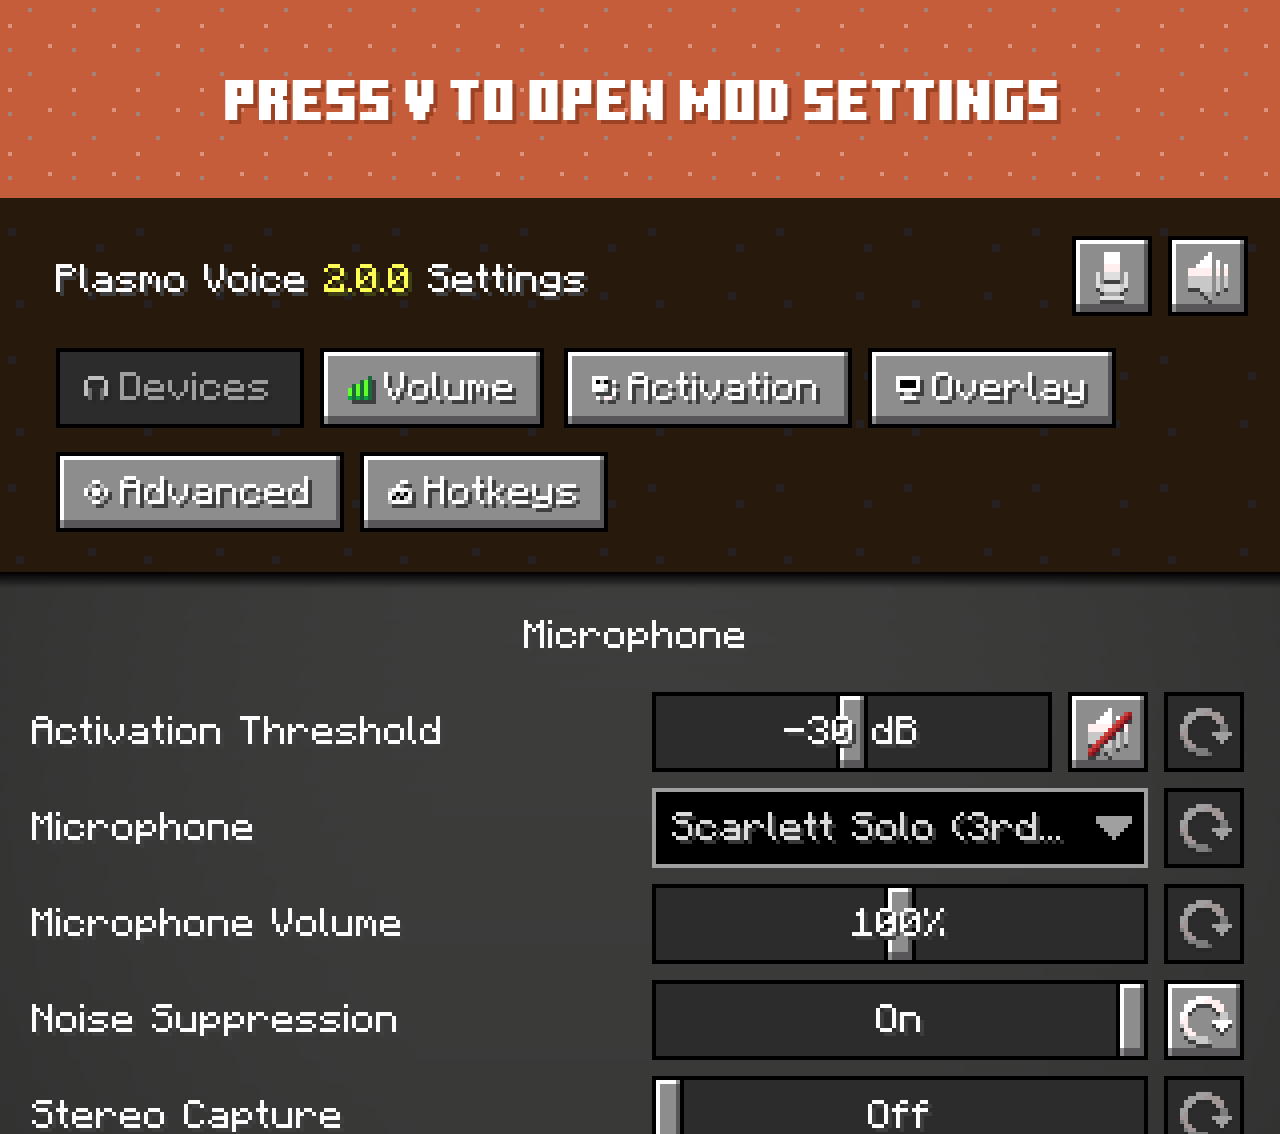 PRESS V TO OPEN MOD SETTINGS
Plasmo Voice 2.0.0 Settings
Devices Volume Activation Overlay
Advanced Hotkeys
Microphone
Activation Threshold -30 dB
Microphone Scarlett Solo (3rd...
Microphone Volume 100%
Noise Suppression On
Stereo Capture Off